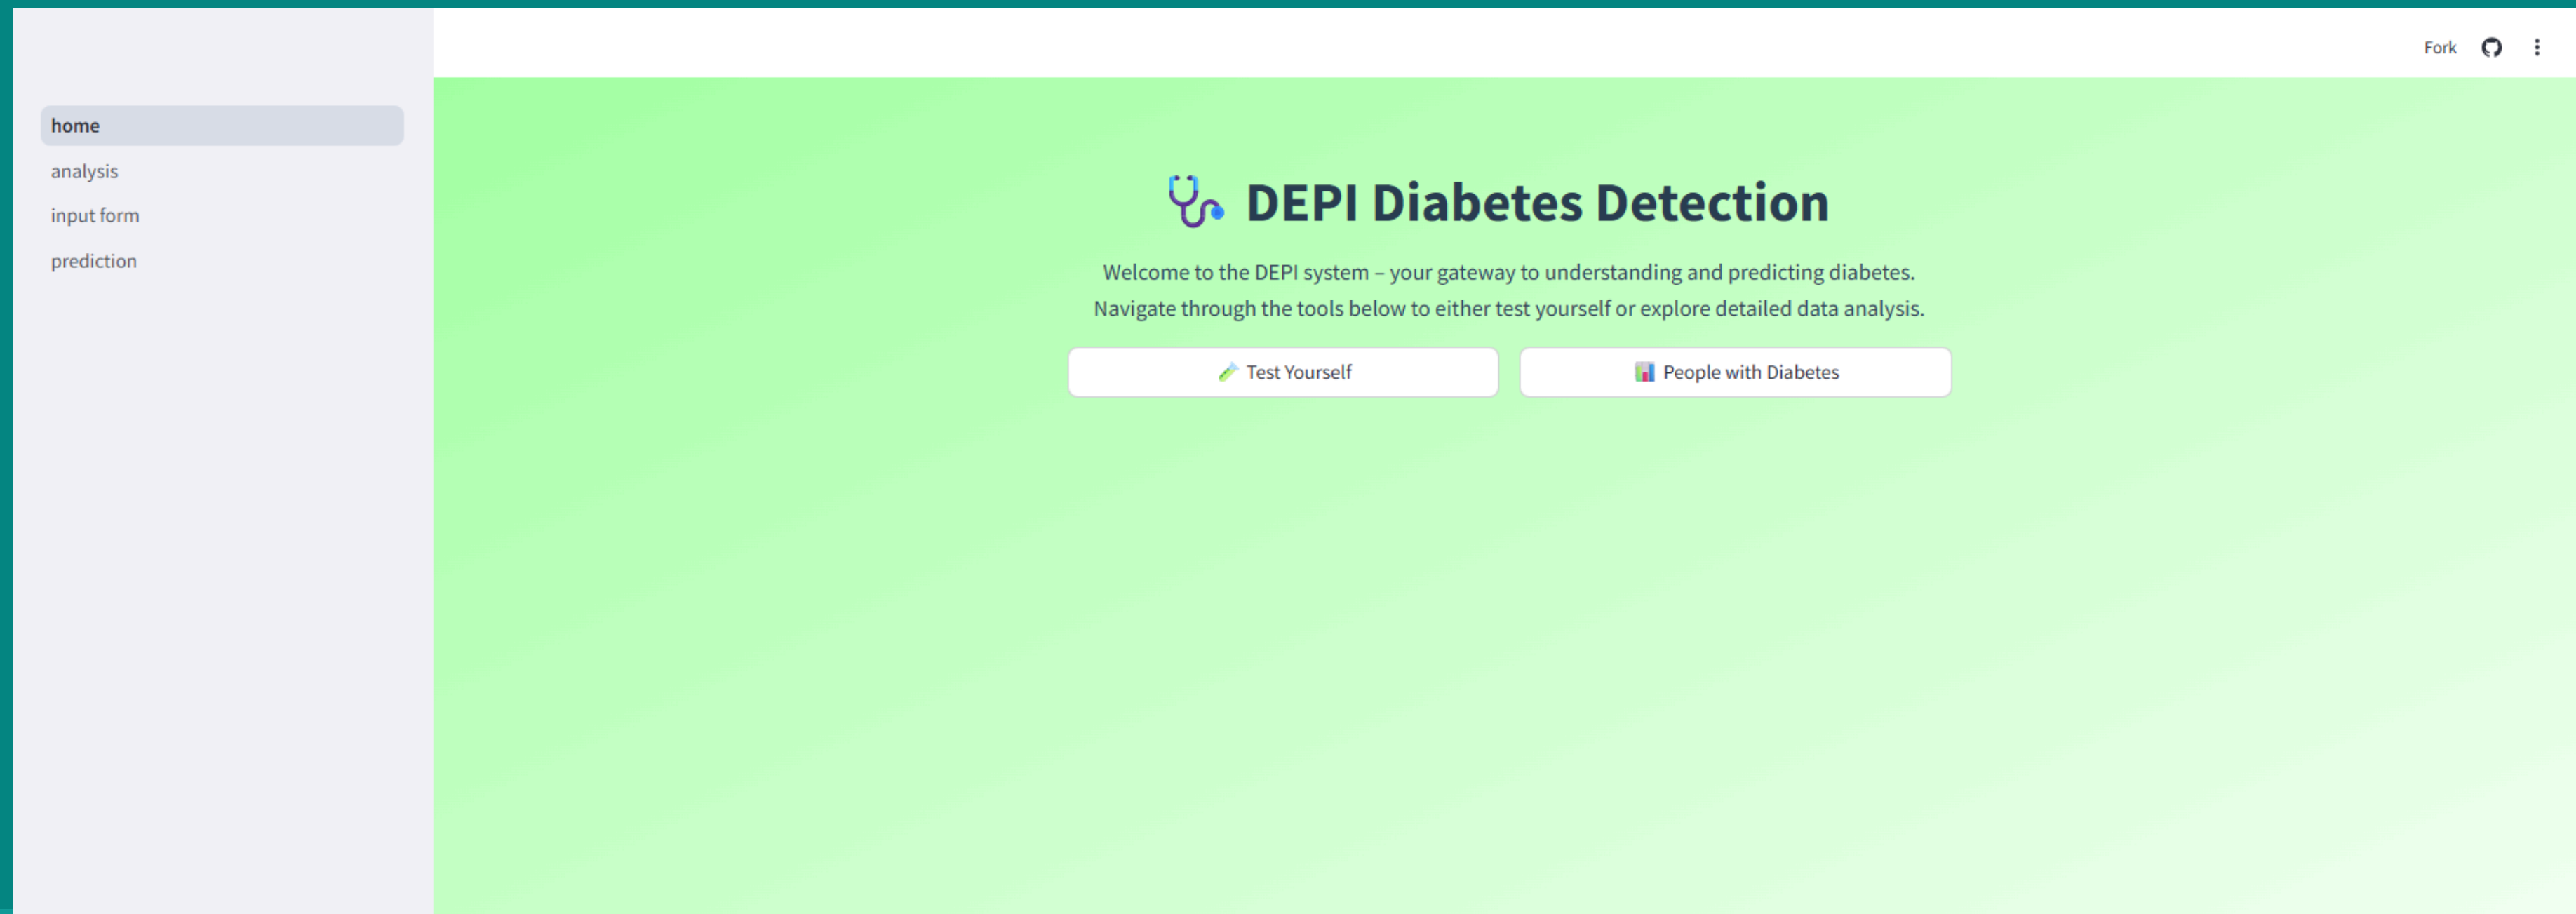 Fork
home
analysis
input form
prediction
DEPI Diabetes Detection
Welcome to the DEPI system – your gateway to understanding and predicting diabetes.
Navigate through the tools below to either test yourself or explore detailed data analysis.
Test Yourself
People with Diabetes